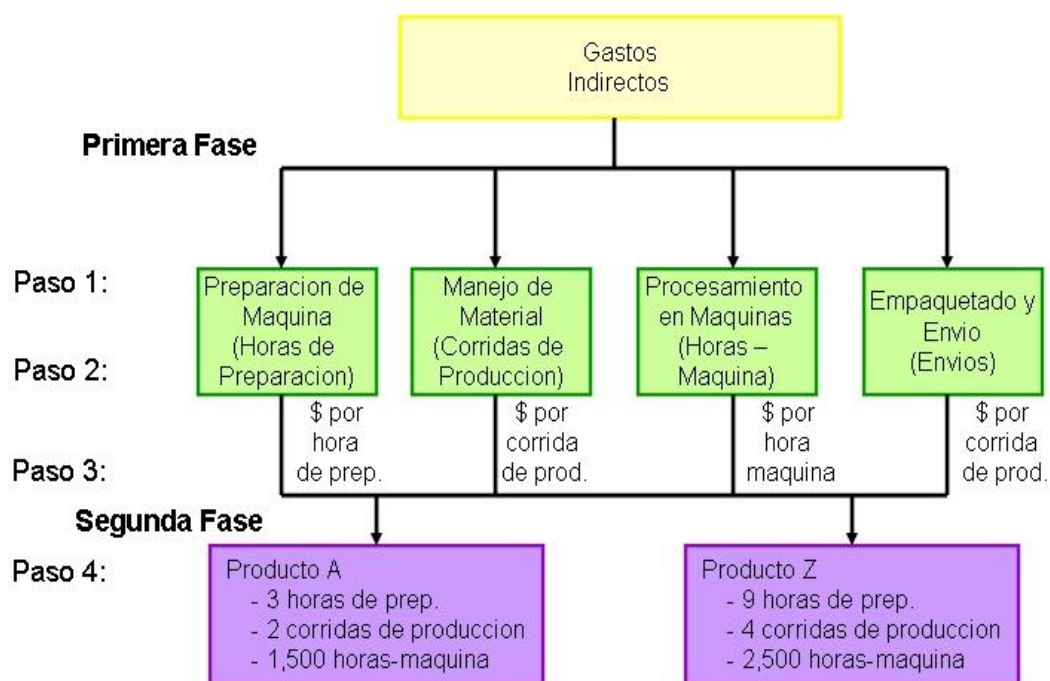 Gastos
Indirectos
Primera Fase
Paso 1:
Preparacion de
Maquina
(Horas de
Preparacion)
Manejo de
Material
(Corridas de
Produccion)
Procesamiento
en Maquinas
(Horas –
Maquina)
Empaquetado y
Envio
(Envios)
Paso 2:
$ por
hora
de prep.
$ por
corrida
de prod.
$ por
hora
maquina
$ por
corrida
de prod.
Paso 3:
Segunda Fase
Paso 4:
Producto A
- 3 horas de prep.
- 2 corridas de produccion
- 1,500 horas-maquina
Producto Z
- 9 horas de prep.
- 4 corridas de produccion
- 2,500 horas-maquina